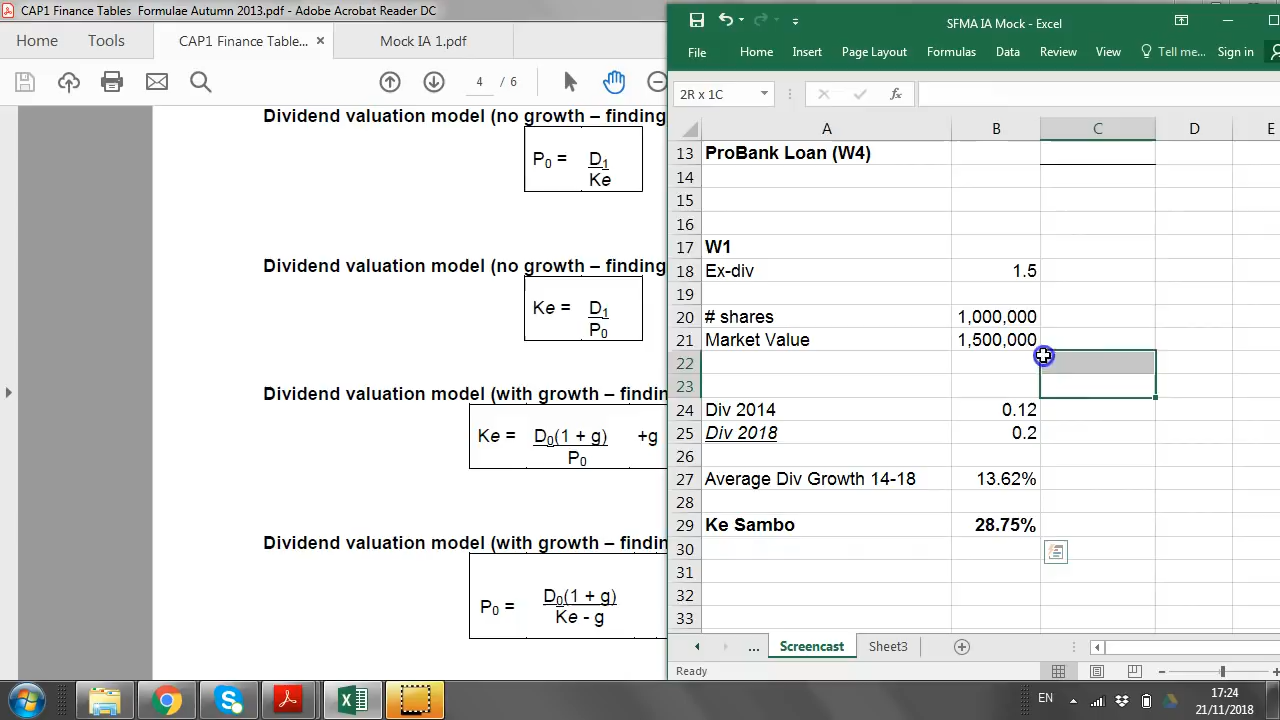 CAP1 Finance Tables  Formulae Autumn 2013.pdf - Adobe Acrobat Reader DC
Home Tools CAP1 Finance Table... × Mock IA 1.pdf
4 / 6
Dividend valuation model (no growth – finding
P0 = D1
Ke
Dividend valuation model (no growth – finding
Ke = D1
P0
Dividend valuation model (with growth – findin
Ke = D0(1 + g) +g
P0
Dividend valuation model (with growth – findin
P0 = D0(1 + g)
Ke - g
SFMA IA Mock - Excel
File Home Insert Page Layout Formulas Data Review View Tell me... Sign in
2R x 1C fx
A B C D E
13 ProBank Loan (W4)
14
15
16
17 W1
18 Ex-div 1.5
19
20 # shares 1,000,000
21 Market Value 1,500,000
22
23
24 Div 2014 0.12
25 Div 2018 0.2
26
27 Average Div Growth 14-18 13.62%
28
29 Ke Sambo 28.75%
30
31
32
33
... Screencast Sheet3
Ready
EN 17:24
21/11/2018